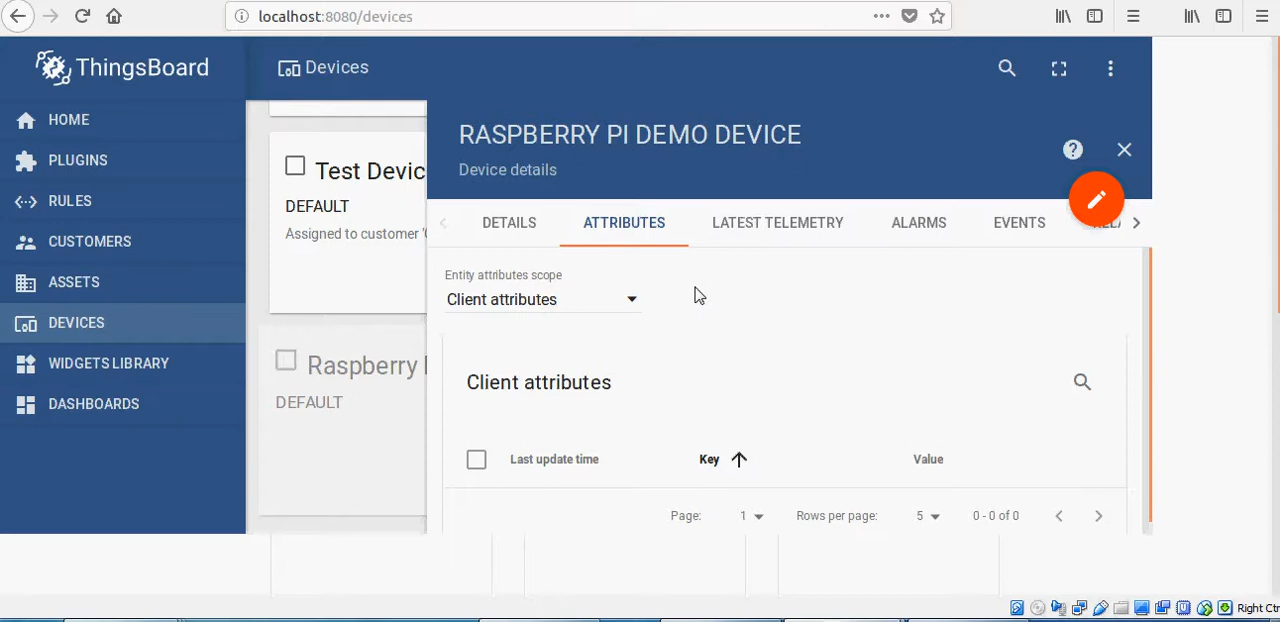 localhost:8080/devices
ThingsBoard
Devices
HOME
PLUGINS
RULES
CUSTOMERS
ASSETS
DEVICES
WIDGETS LIBRARY
DASHBOARDS
Test Devic
DEFAULT
Assigned to customer '
Raspberry
DEFAULT
RASPBERRY PI DEMO DEVICE
Device details
DETAILS ATTRIBUTES LATEST TELEMETRY ALARMS EVENTS
Entity attributes scope
Client attributes
Client attributes
Last update time Key Value
Page: 1 Rows per page: 5 0 - 0 of 0
Right Ctr